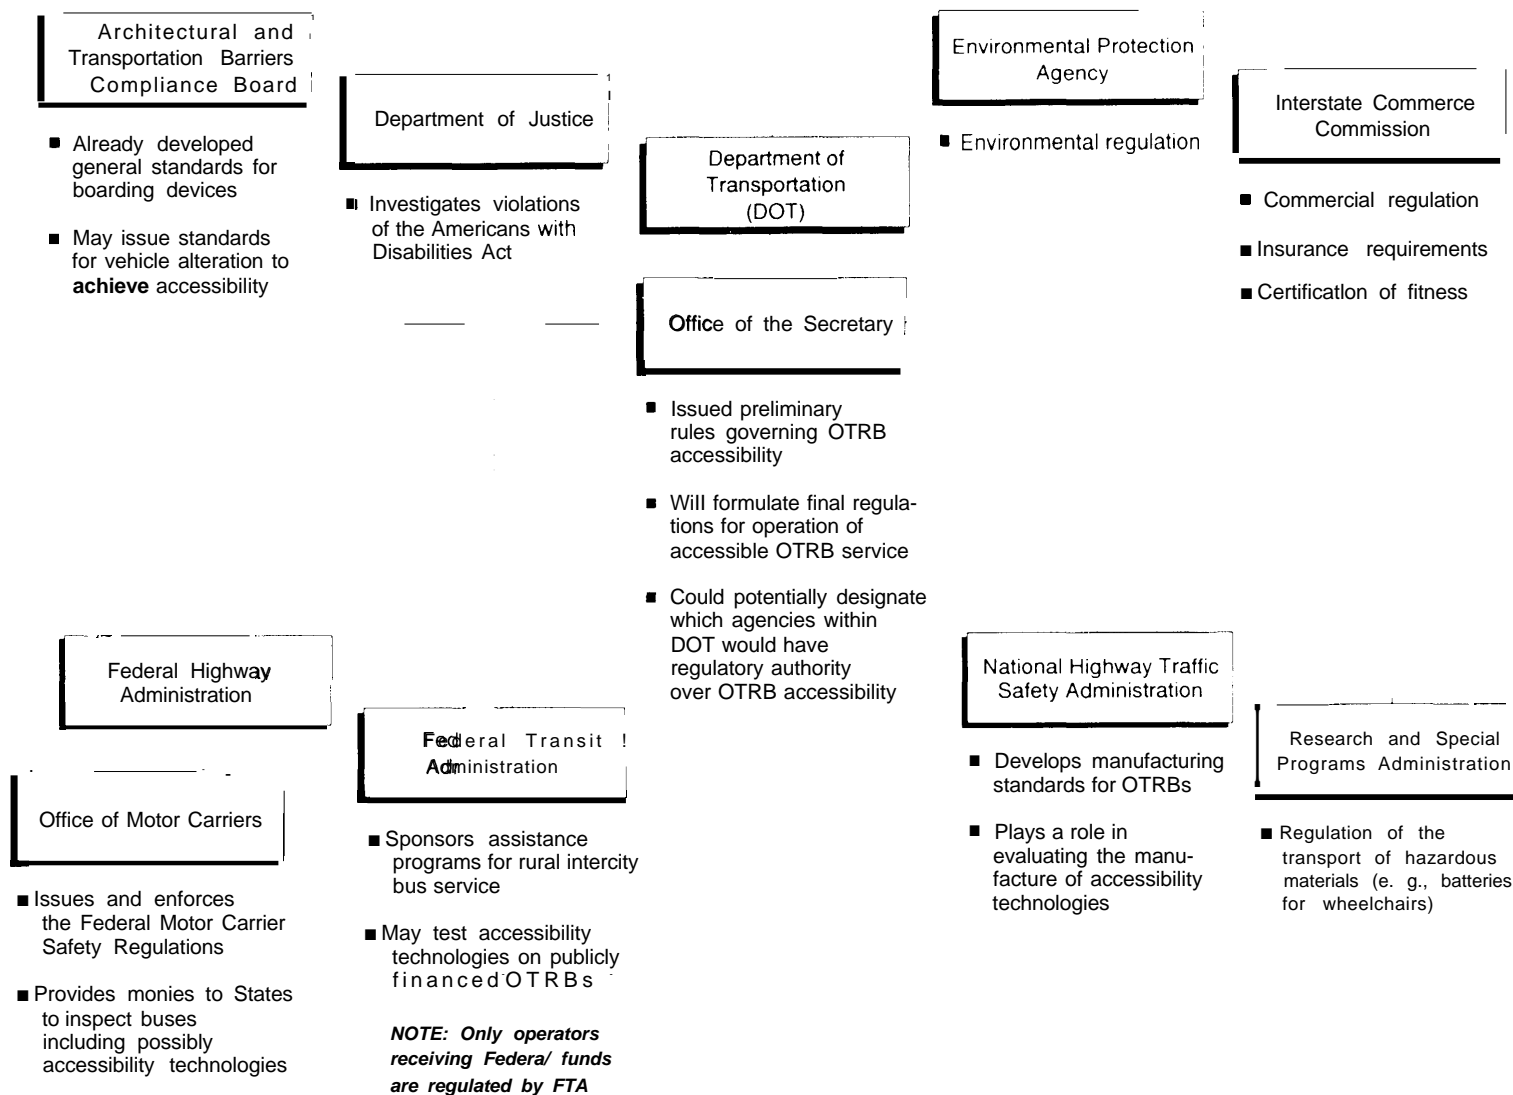 Architectural and
Transportation Barriers
Compliance Board
■ Already developed
general standards for
boarding devices
■ May issue standards
for vehicle alteration to
achieve accessibility
Department of Justice
■ Investigates violations
of the Americans with
Disabilities Act
Department of
Transportation
(DOT)
Office of the Secretary
■ Issued preliminary
rules governing OTRB
accessibility
■ Will formulate final regula-
tions for operation of
accessible OTRB service
■ Could potentially designate
which agencies within
DOT would have
regulatory authority
over OTRB accessibility
Environmental Protection
Agency
■ Environmental regulation
Interstate Commerce
Commission
■ Commercial regulation
■ Insurance requirements
■ Certification of fitness
Federal Highway
Administration
Office of Motor Carriers
■ Issues and enforces
the Federal Motor Carrier
Safety Regulations
■ Provides monies to States
to inspect buses
including possibly
accessibility technologies
Federal Transit
Administration
■ Sponsors assistance
programs for rural intercity
bus service
■ May test accessibility
technologies on publicly
financed OTRBs
NOTE: Only operators
receiving Federa/ funds
are regulated by FTA
National Highway Traffic
Safety Administration
■ Develops manufacturing
standards for OTRBs
■ Plays a role in
evaluating the manu-
facture of accessibility
technologies
Research and Special
Programs Administration
■ Regulation of the
transport of hazardous
materials (e. g., batteries
for wheelchairs)